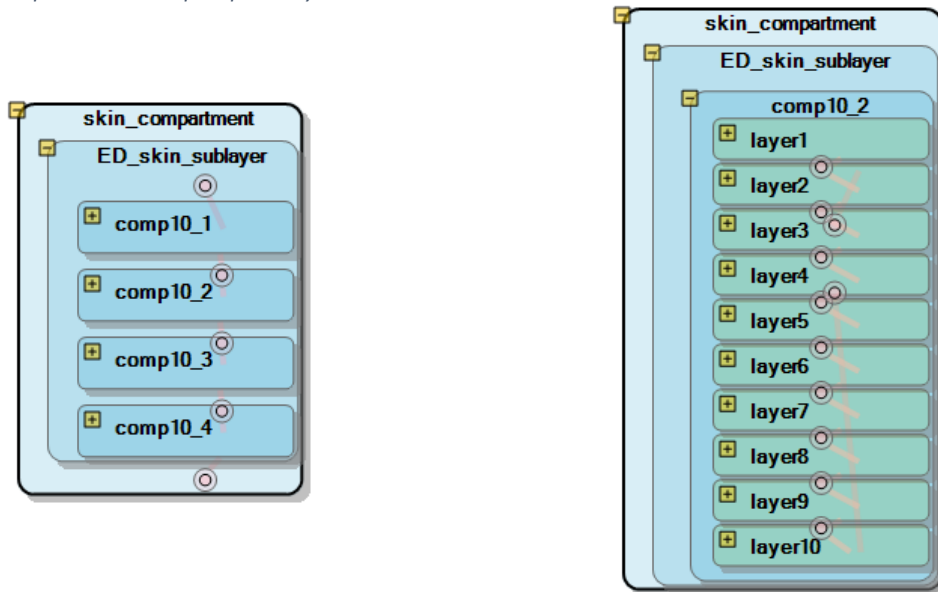 skin_compartment
ED_skin_sublayer
comp10_1
comp10_2
comp10_3
comp10_4
skin_compartment
ED_skin_sublayer
comp10_2
layer1
layer2
layer3
layer4
layer5
layer6
layer7
layer8
layer9
layer10